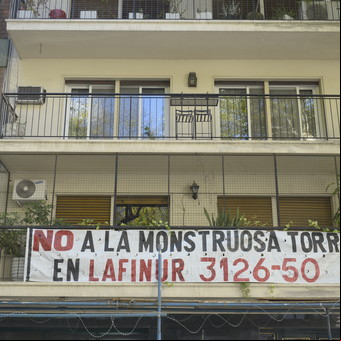 NO A LA MONSTRUOSA TORR
EN LAFINUR 3126-50